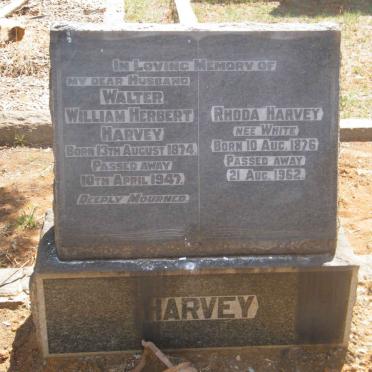 In Loving Memory of
my dear Husband
Walter
William Herbert
Harvey
Born 13th August 1874.
Passed away
10th April 1947.
Deeply Mourned.
Rhoda Harvey
nee White
Born 10 Aug. 1876
Passed away
21 Aug. 1962.
HARVEY